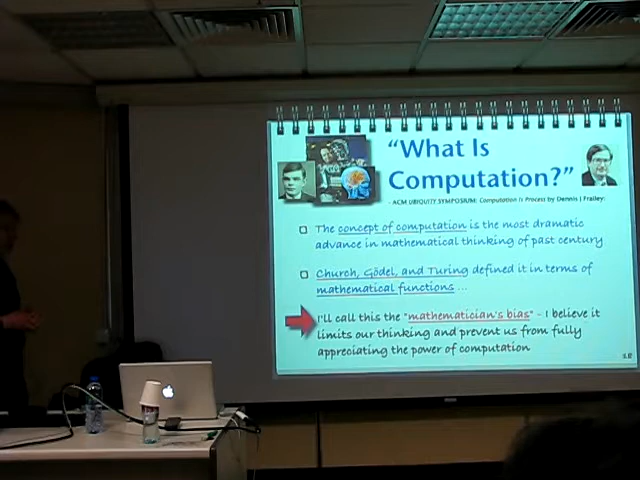 “What Is
Computation?”
- ACM UBIQUITY SYMPOSIUM: Computation is Process by Dennis J Frailey:
The concept of computation is the most dramatic
advance in mathematical thinking of past century
Church, Gödel, and Turing defined it in terms of
mathematical functions ...
I'll call this the "mathematician's bias" - I believe it
limits our thinking and prevent us from fully
appreciating the power of computation